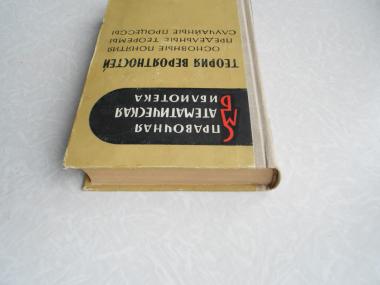 СПРАВОЧНАЯ
МАТЕМАТИЧЕСКАЯ
БИБЛИОТЕКА
ТЕОРИЯ ВЕРОЯТНОСТЕЙ
ОСНОВНЫЕ ПОНЯТИЯ
ПРЕДЕЛЬНЫЕ ТЕОРЕМЫ
СЛУЧАЙНЫЕ ПРОЦЕССЫ